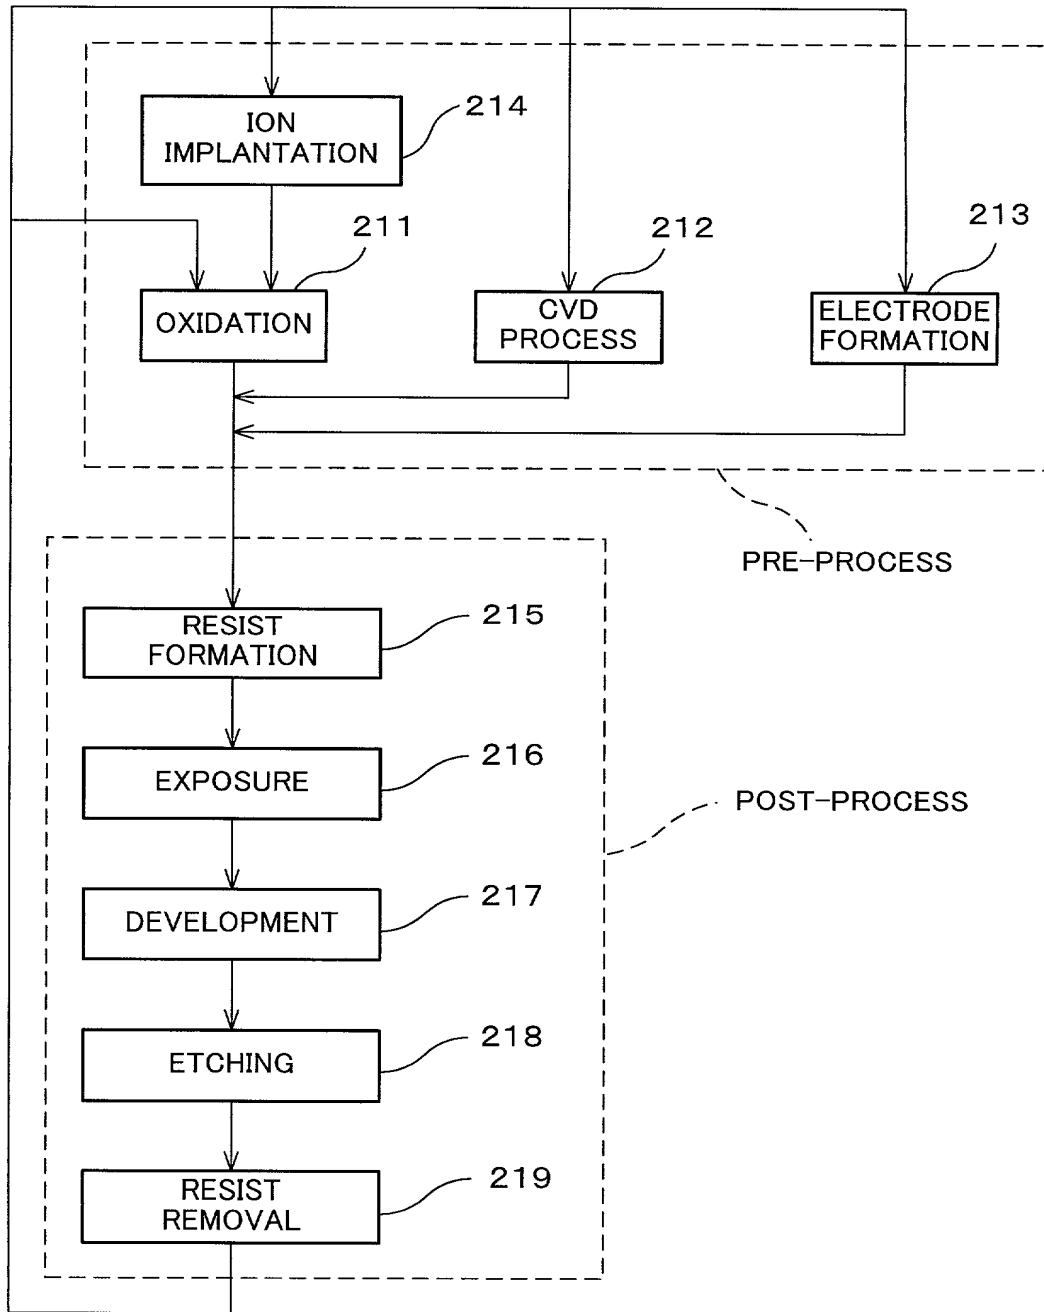 ION
IMPLANTATION
214
211
212
213
OXIDATION
CVD
PROCESS
ELECTRODE
FORMATION
PRE-PROCESS
RESIST
FORMATION
215
EXPOSURE
216
POST-PROCESS
DEVELOPMENT
217
ETCHING
218
RESIST
REMOVAL
219